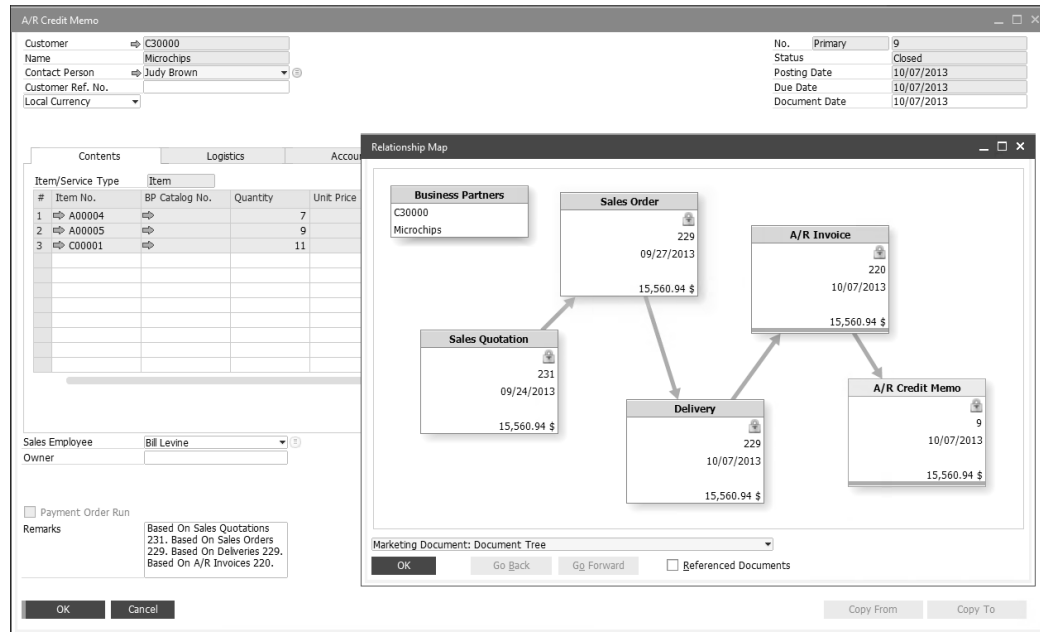 A/R Credit Memo
Customer C30000
Name Microchips
Contact Person Judy Brown
Customer Ref. No.
Local Currency
No. Primary 9
Status Closed
Posting Date 10/07/2013
Due Date 10/07/2013
Document Date 10/07/2013
Contents Logistics Accou
Item/Service Type Item
# Item No. BP Catalog No. Quantity Unit Price
1 A00004 7
2 A00005 9
3 C00001 11
Sales Employee Bill Levine
Owner
Payment Order Run
Remarks Based On Sales Quotations
231. Based On Sales Orders
229. Based On Deliveries 229.
Based On A/R Invoices 220.
OK Cancel
Copy From Copy To
Relationship Map
Business Partners
C30000
Microchips
Sales Quotation
231
09/24/2013
15,560.94 $
Sales Order
229
09/27/2013
15,560.94 $
Delivery
229
10/07/2013
15,560.94 $
A/R Invoice
220
10/07/2013
15,560.94 $
A/R Credit Memo
9
10/07/2013
15,560.94 $
Marketing Document: Document Tree
OK Go Back Go Forward Referenced Documents